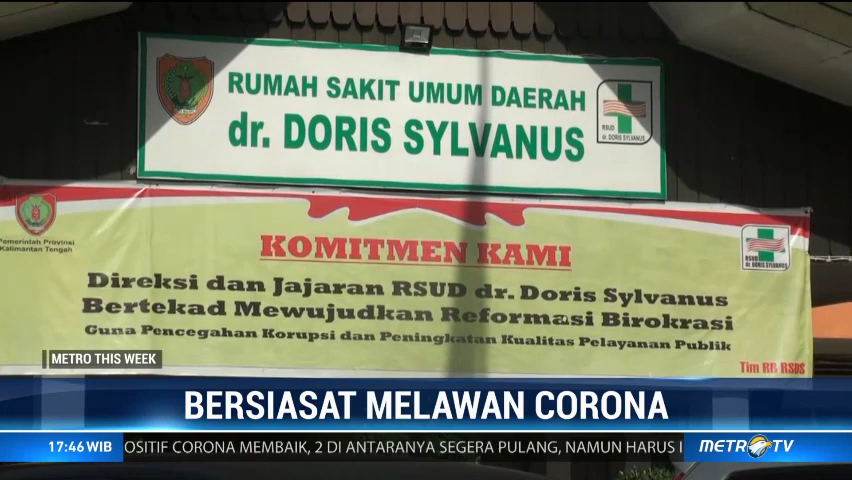 RUMAH SAKIT UMUM DAERAH
dr. DORIS SYLVANUS
RSUD
dr. DORIS SYLVANUS
Pemerintah Provinsi
Kalimantan Tengah
RSUD
dr. DORIS SYLVANUS
KOMITMEN KAMI
Direksi dan Jajaran RSUD dr. Doris Sylvanus
Bertekad Mewujudkan Reformasi Birokrasi
Guna Pencegahan Korupsi dan Peningkatan Kualitas Pelayanan Publik
Tim RB RSDS
METRO THIS WEEK
BERSIASAT MELAWAN CORONA
17:46 WIB
OSITIF CORONA MEMBAIK, 2 DI ANTARANYA SEGERA PULANG, NAMUN HARUS I
METRO TV